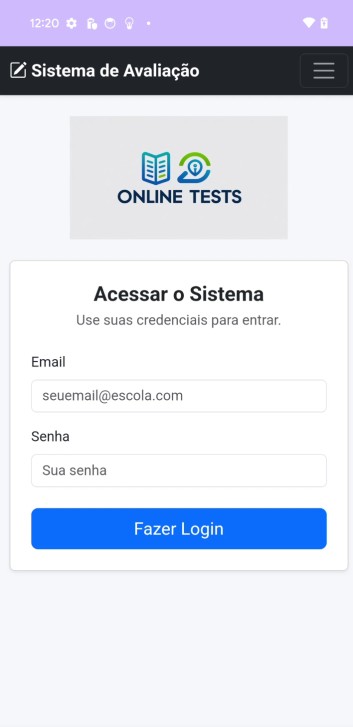 12:20
Sistema de Avaliação
ONLINE TESTS
Acessar o Sistema
Use suas credenciais para entrar.
Email
seuemail@escola.com
Senha
Sua senha
Fazer Login